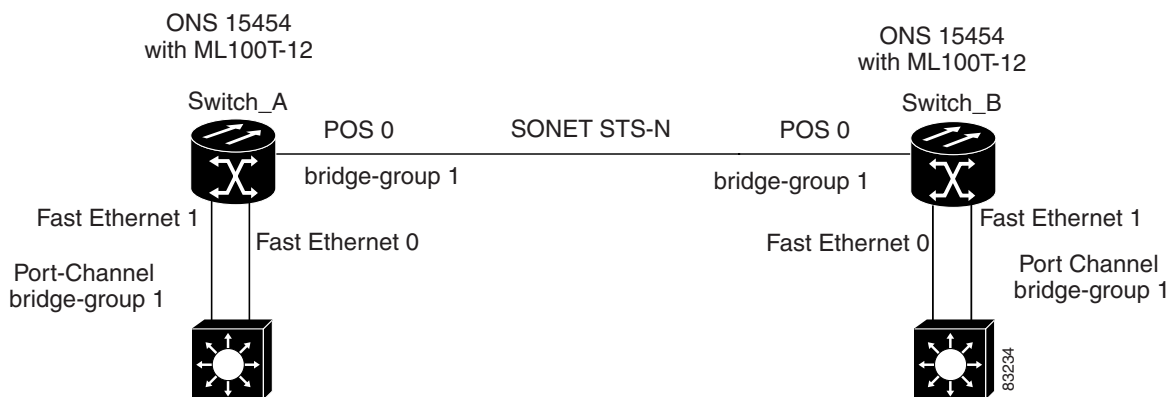 ONS 15454
with ML100T-12
Switch_A
ONS 15454
with ML100T-12
Switch_B
POS 0
SONET STS-N
POS 0
bridge-group 1
bridge-group 1
Fast Ethernet 1
Fast Ethernet 0
Port-Channel
bridge-group 1
Fast Ethernet 0
Fast Ethernet 1
Port Channel
bridge-group 1
83234